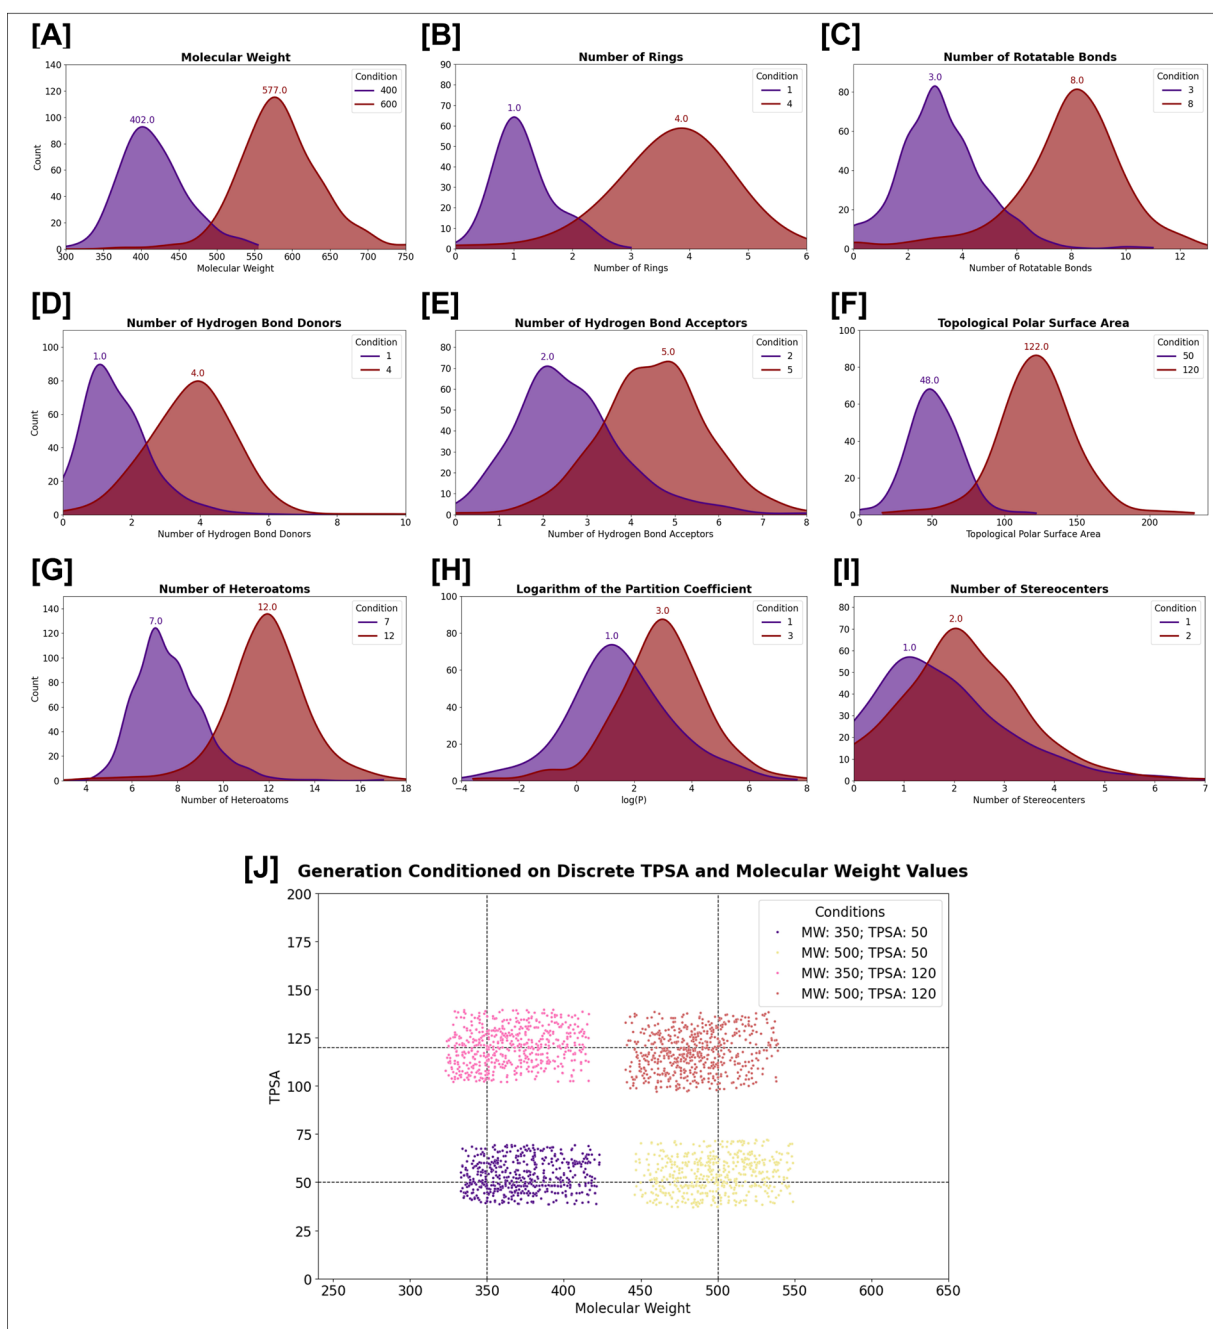 [A]
Molecular Weight
140
120
100
80
60
40
20
0
Count
402.0
577.0
Condition
400
600
300 350 400 450 500 550 600 650 700 750
Molecular Weight
[B]
Number of Rings
90
80
70
60
50
40
30
20
10
0
1.0
4.0
Condition
1
4
0 1 2 3 4 5 6
Number of Rings
[C]
Number of Rotatable Bonds
80
60
40
20
0
3.0
8.0
Condition
3
8
0 2 4 6 8 10 12
Number of Rotatable Bonds
[D]
Number of Hydrogen Bond Donors
100
80
60
40
20
0
Count
1.0
4.0
Condition
1
4
0 2 4 6 8 10
Number of Hydrogen Bond Donors
[E]
Number of Hydrogen Bond Acceptors
80
70
60
50
40
30
20
10
0
2.0
5.0
Condition
2
5
0 1 2 3 4 5 6 7 8
Number of Hydrogen Bond Acceptors
[F]
Topological Polar Surface Area
100
80
60
40
20
0
48.0
122.0
Condition
50
120
0 50 100 150 200
Topological Polar Surface Area
[G]
Number of Heteroatoms
140
120
100
80
60
40
20
0
Count
7.0
12.0
Condition
7
12
4 6 8 10 12 14 16 18
Number of Heteroatoms
[H]
Logarithm of the Partition Coefficient
100
80
60
40
20
0
1.0
3.0
Condition
1
3
−4 −2 0 2 4 6 8
log(P)
[I]
Number of Stereocenters
80
70
60
50
40
30
20
10
0
1.0
2.0
Condition
1
2
0 1 2 3 4 5 6 7
Number of Stereocenters
[J] Generation Conditioned on Discrete TPSA and Molecular Weight Values
200
175
150
125
100
75
50
25
0
TPSA
Conditions
MW: 350; TPSA: 50
MW: 500; TPSA: 50
MW: 350; TPSA: 120
MW: 500; TPSA: 120
250 300 350 400 450 500 550 600 650
Molecular Weight